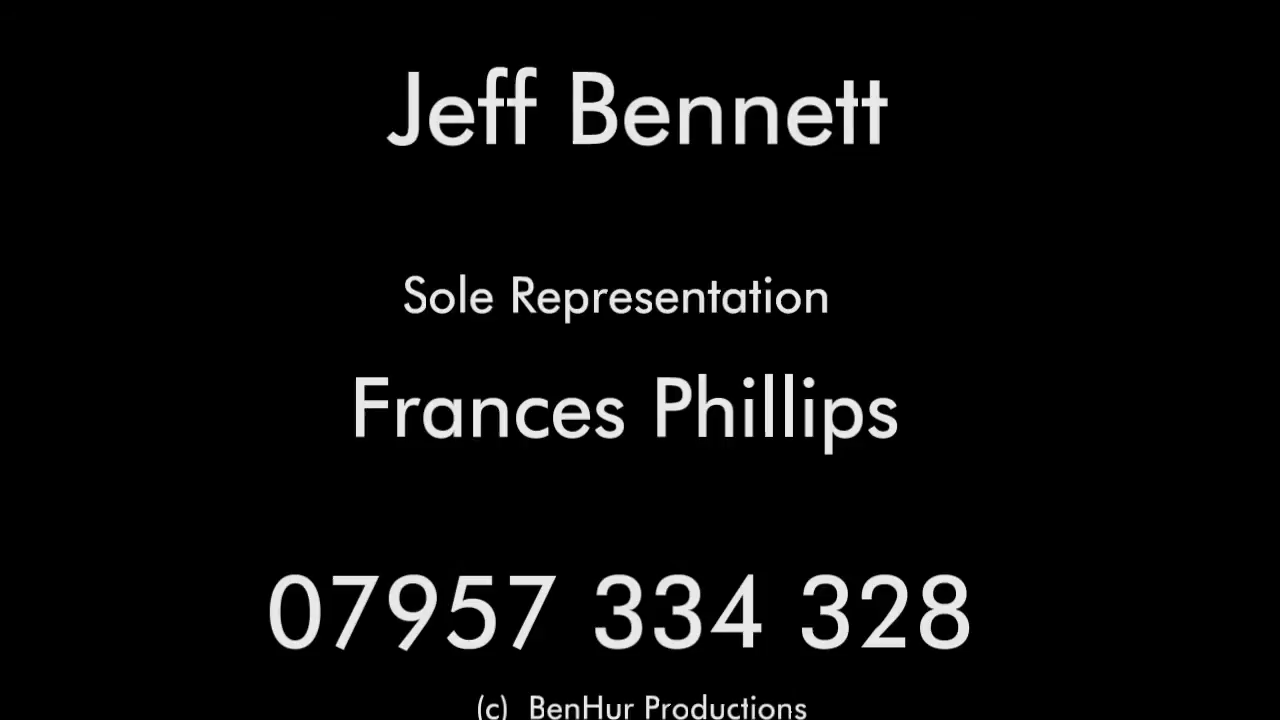 Jeff Bennett
Sole Representation
Frances Phillips
07957 334 328
(c) BenHur Productions